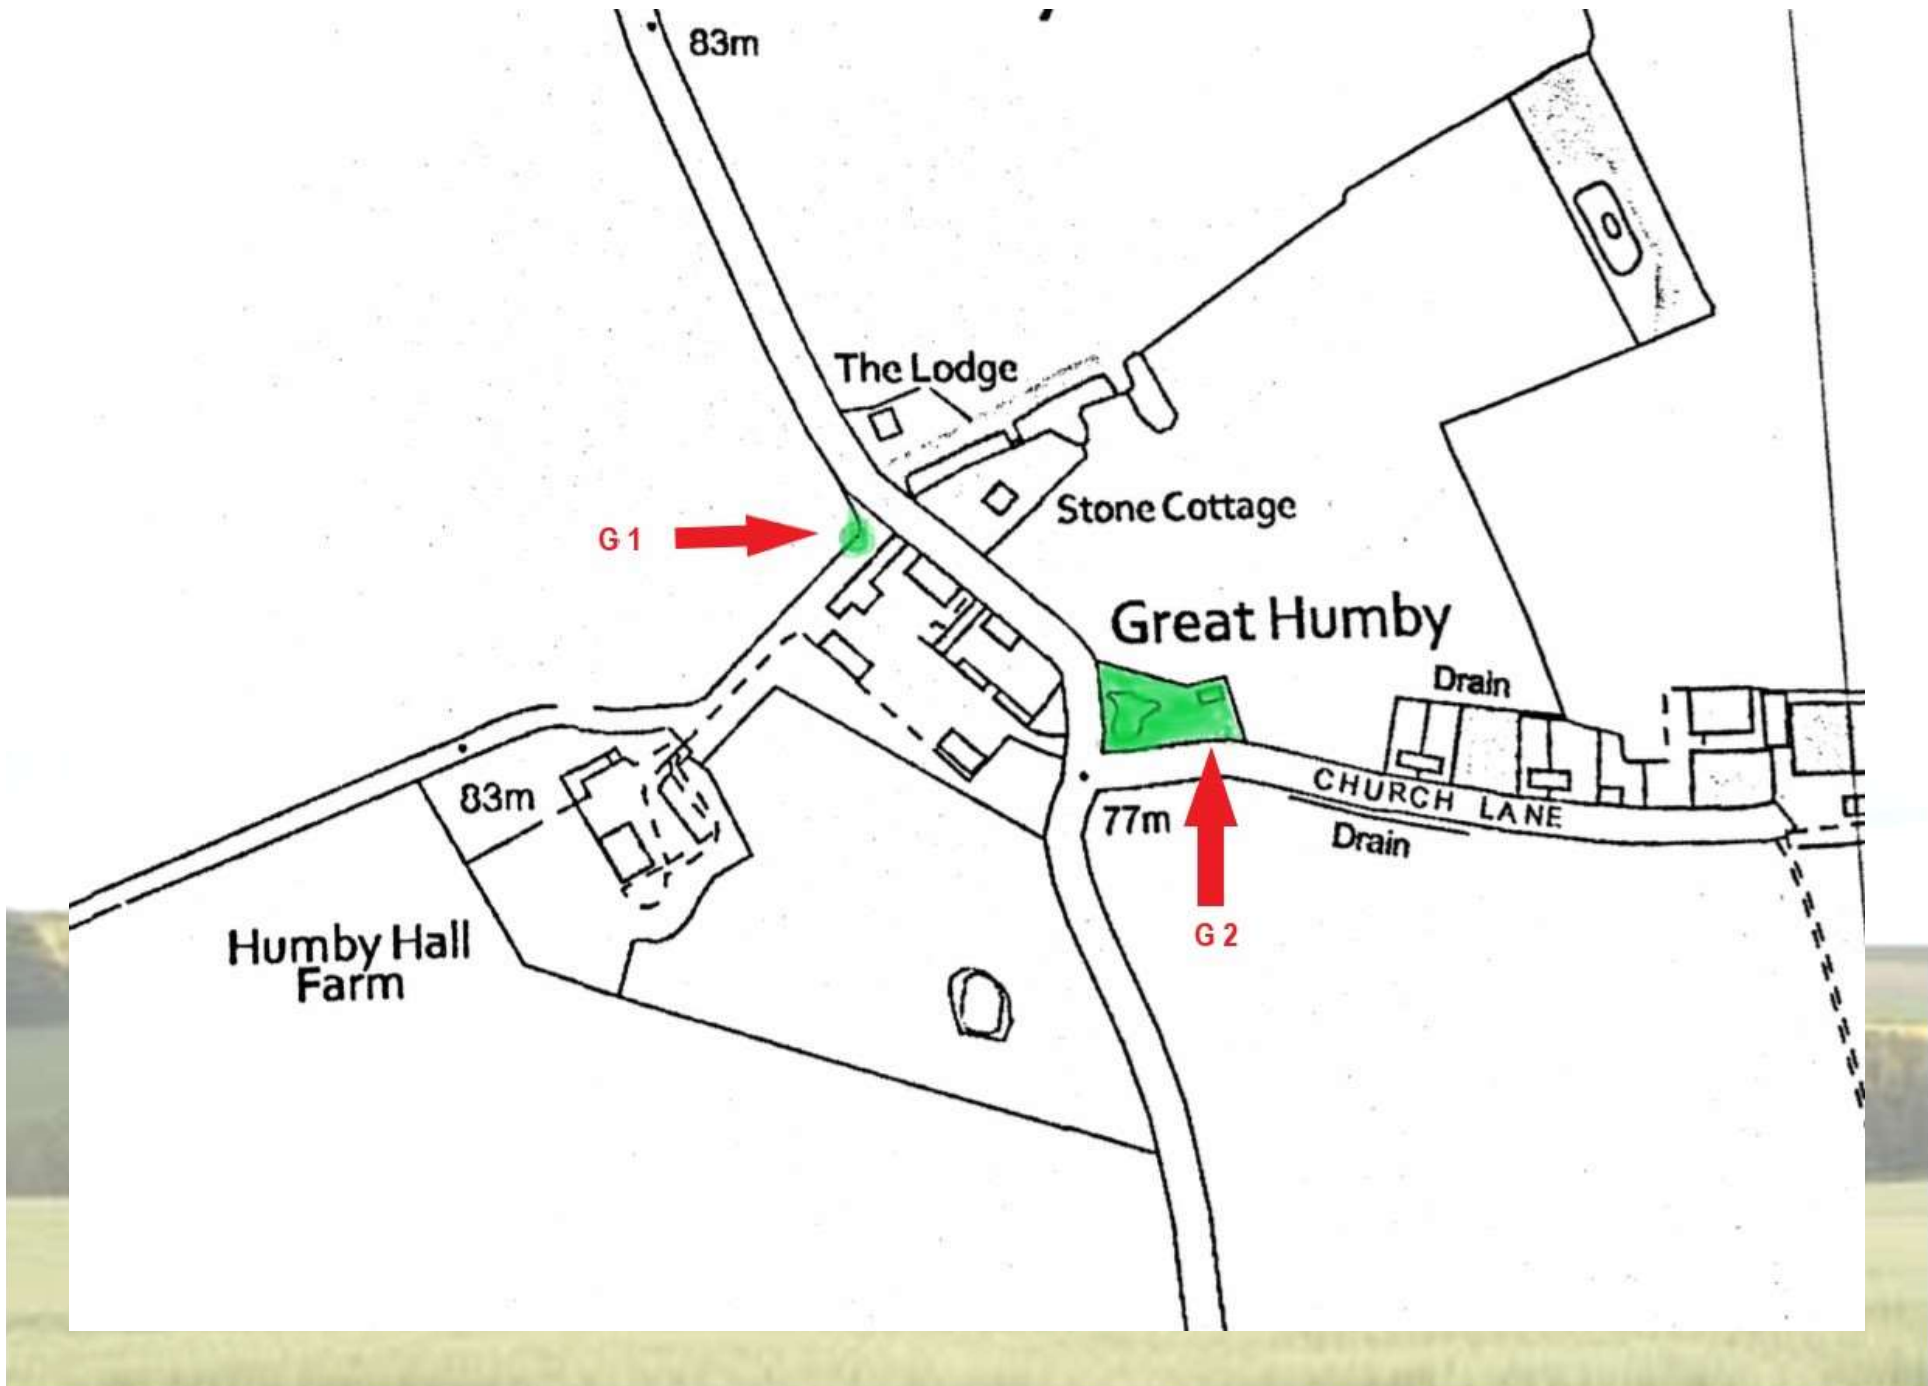 83m
The Lodge
Stone Cottage
G 1
Great Humby
Drain
CHURCH LANE
83m
77m
Drain
Humby Hall
Farm
G 2